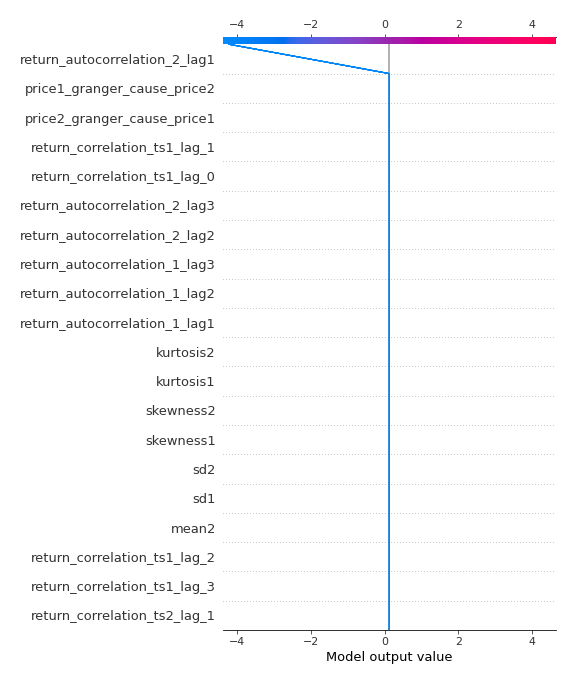 −4 −2 0 2 4
return_autocorrelation_2_lag1
price1_granger_cause_price2
price2_granger_cause_price1
return_correlation_ts1_lag_1
return_correlation_ts1_lag_0
return_autocorrelation_2_lag3
return_autocorrelation_2_lag2
return_autocorrelation_1_lag3
return_autocorrelation_1_lag2
return_autocorrelation_1_lag1
kurtosis2
kurtosis1
skewness2
skewness1
sd2
sd1
mean2
return_correlation_ts1_lag_2
return_correlation_ts1_lag_3
return_correlation_ts2_lag_1
−4 −2 0 2 4
Model output value